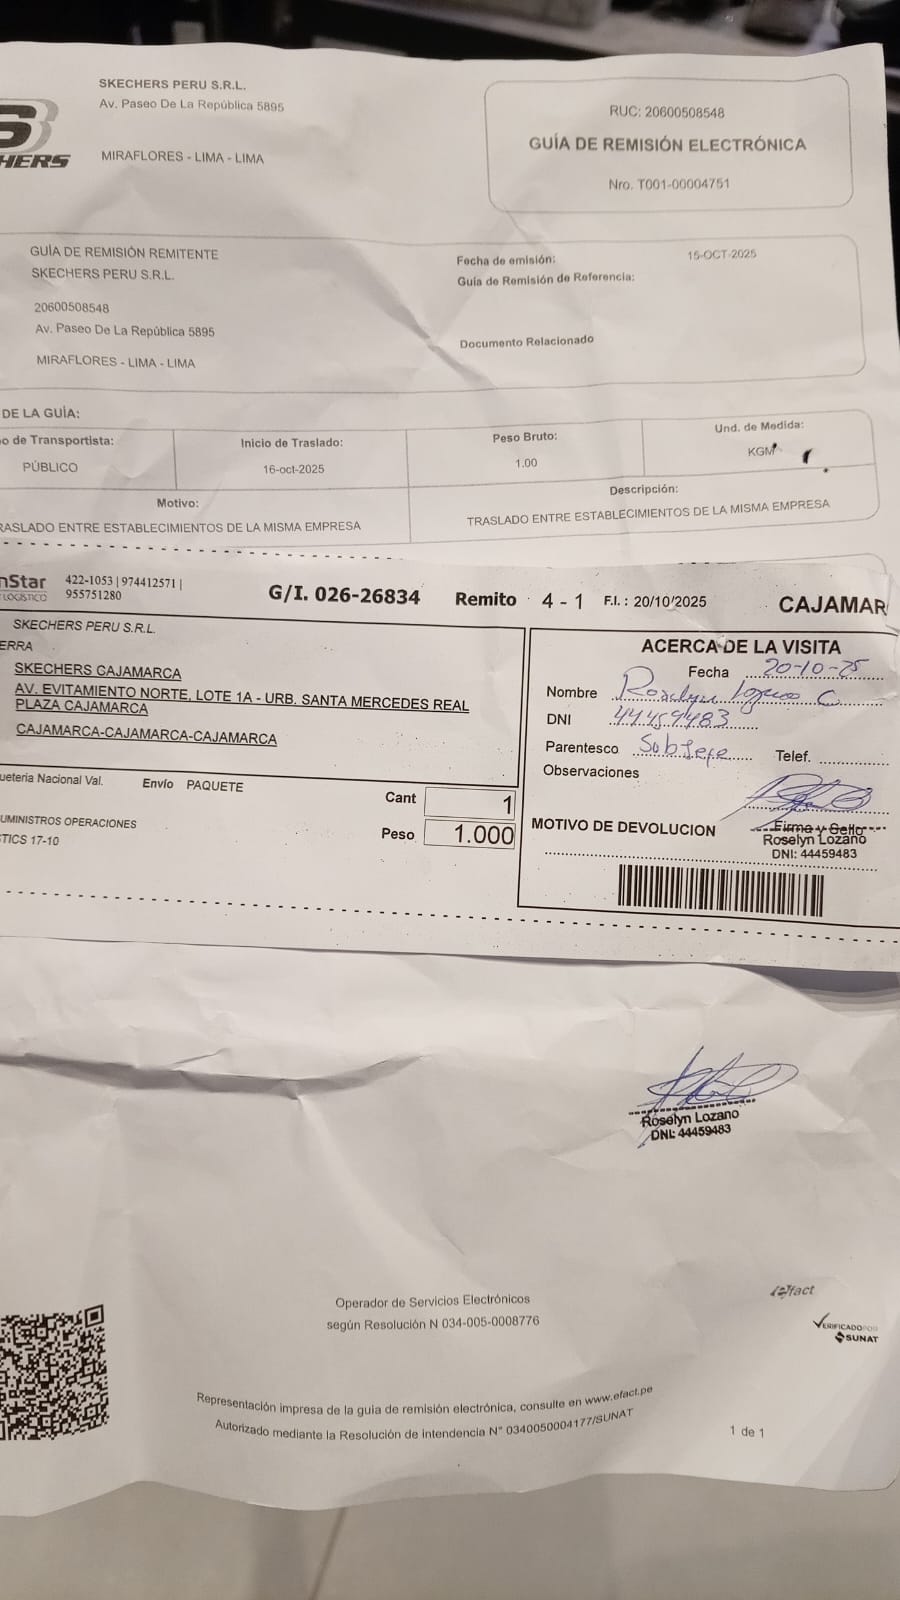 SKECHERS PERU S.R.L.
Av. Paseo De La República 5895
MIRAFLORES - LIMA - LIMA
HERS
RUC: 20600508548
GUÍA DE REMISIÓN ELECTRÓNICA
Nro. T001-00004751
GUÍA DE REMISIÓN REMITENTE
SKECHERS PERU S.R.L.
20600508548
Av. Paseo De La República 5895
MIRAFLORES - LIMA - LIMA
Fecha de emisión: 15-OCT-2025
Guía de Remisión de Referencia:
Documento Relacionado
DE LA GUÍA:
o de Transportista:
PÚBLICO
Inicio de Traslado:
16-oct-2025
Peso Bruto:
1.00
Und. de Medida:
KGM
Motivo:
RASLADO ENTRE ESTABLECIMIENTOS DE LA MISMA EMPRESA
Descripción:
TRASLADO ENTRE ESTABLECIMIENTOS DE LA MISMA EMPRESA
nStar
LOGÍSTICO
422-1053 | 974412571 |
955751280
G/I. 026-26834 Remito 4 - 1 F.I. : 20/10/2025 CAJAMAR
SKECHERS PERU S.R.L.
ERRA
SKECHERS CAJAMARCA
AV. EVITAMIENTO NORTE, LOTE 1A - URB. SANTA MERCEDES REAL
PLAZA CAJAMARCA
CAJAMARCA-CAJAMARCA-CAJAMARCA
uetería Nacional Val. Envío PAQUETE
UMINISTROS OPERACIONES
TICS 17-10
Cant 1
Peso 1.000
ACERCA DE LA VISITA
Fecha 20-10-25
Nombre Roselyn Lozano C
DNI 44459483
Parentesco SubJefe Telef.
Observaciones
MOTIVO DE DEVOLUCION
Firma y Sello
Roselyn Lozano
DNI: 44459483
Roselyn Lozano
DNI: 44459483
Operador de Servicios Electrónicos
según Resolución N 034-005-0008776
efact
VERIFICADO POR
SUNAT
Representación impresa de la guia de remisión electrónica, consulte en www.efact.pe
Autorizado mediante la Resolución de intendencia N° 0340050004177/SUNAT
1 de 1